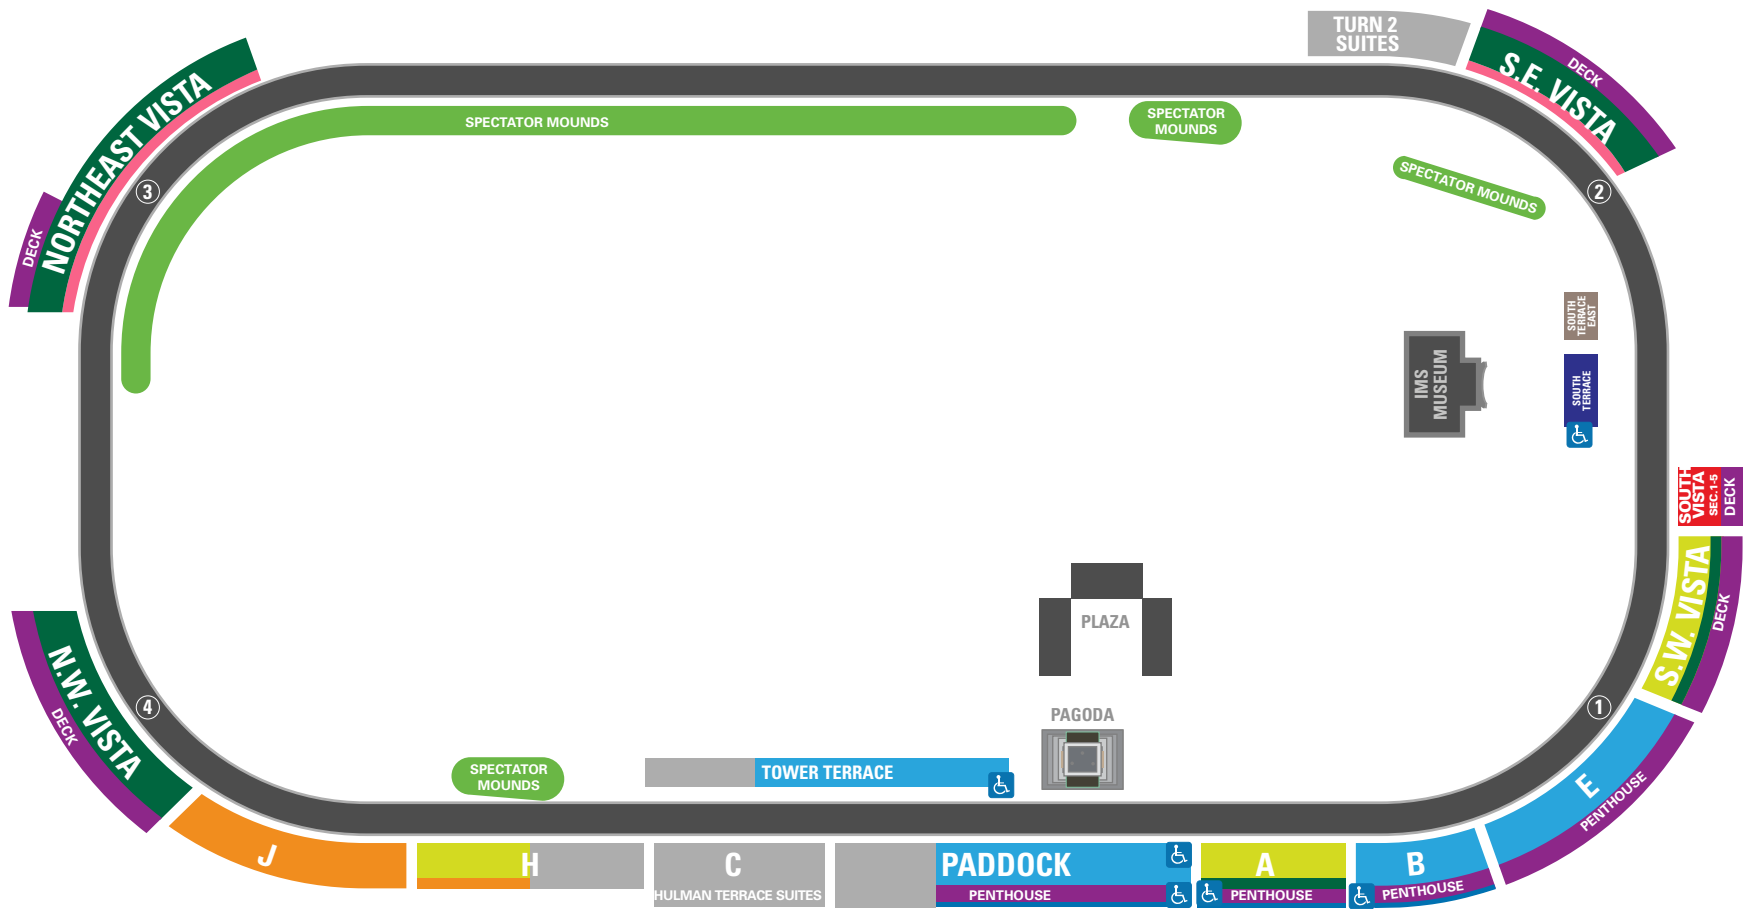 TURN 2
SUITES
DECK
S.E. VISTA
NORTHEAST VISTA
DECK
SPECTATOR MOUNDS
SPECTATOR
MOUNDS
SPECTATOR MOUNDS
3
2
SOUTH
TERRACE
EAST
IMS
MUSEUM
SOUTH
TERRACE
SOUTH
VISTA
SEC.1-5
DECK
S.W. VISTA
DECK
PLAZA
N.W. VISTA
DECK
4
1
PAGODA
SPECTATOR
MOUNDS
TOWER TERRACE
E
PENTHOUSE
J
H
C
HULMAN TERRACE SUITES
PADDOCK
PENTHOUSE
A
PENTHOUSE
B
PENTHOUSE